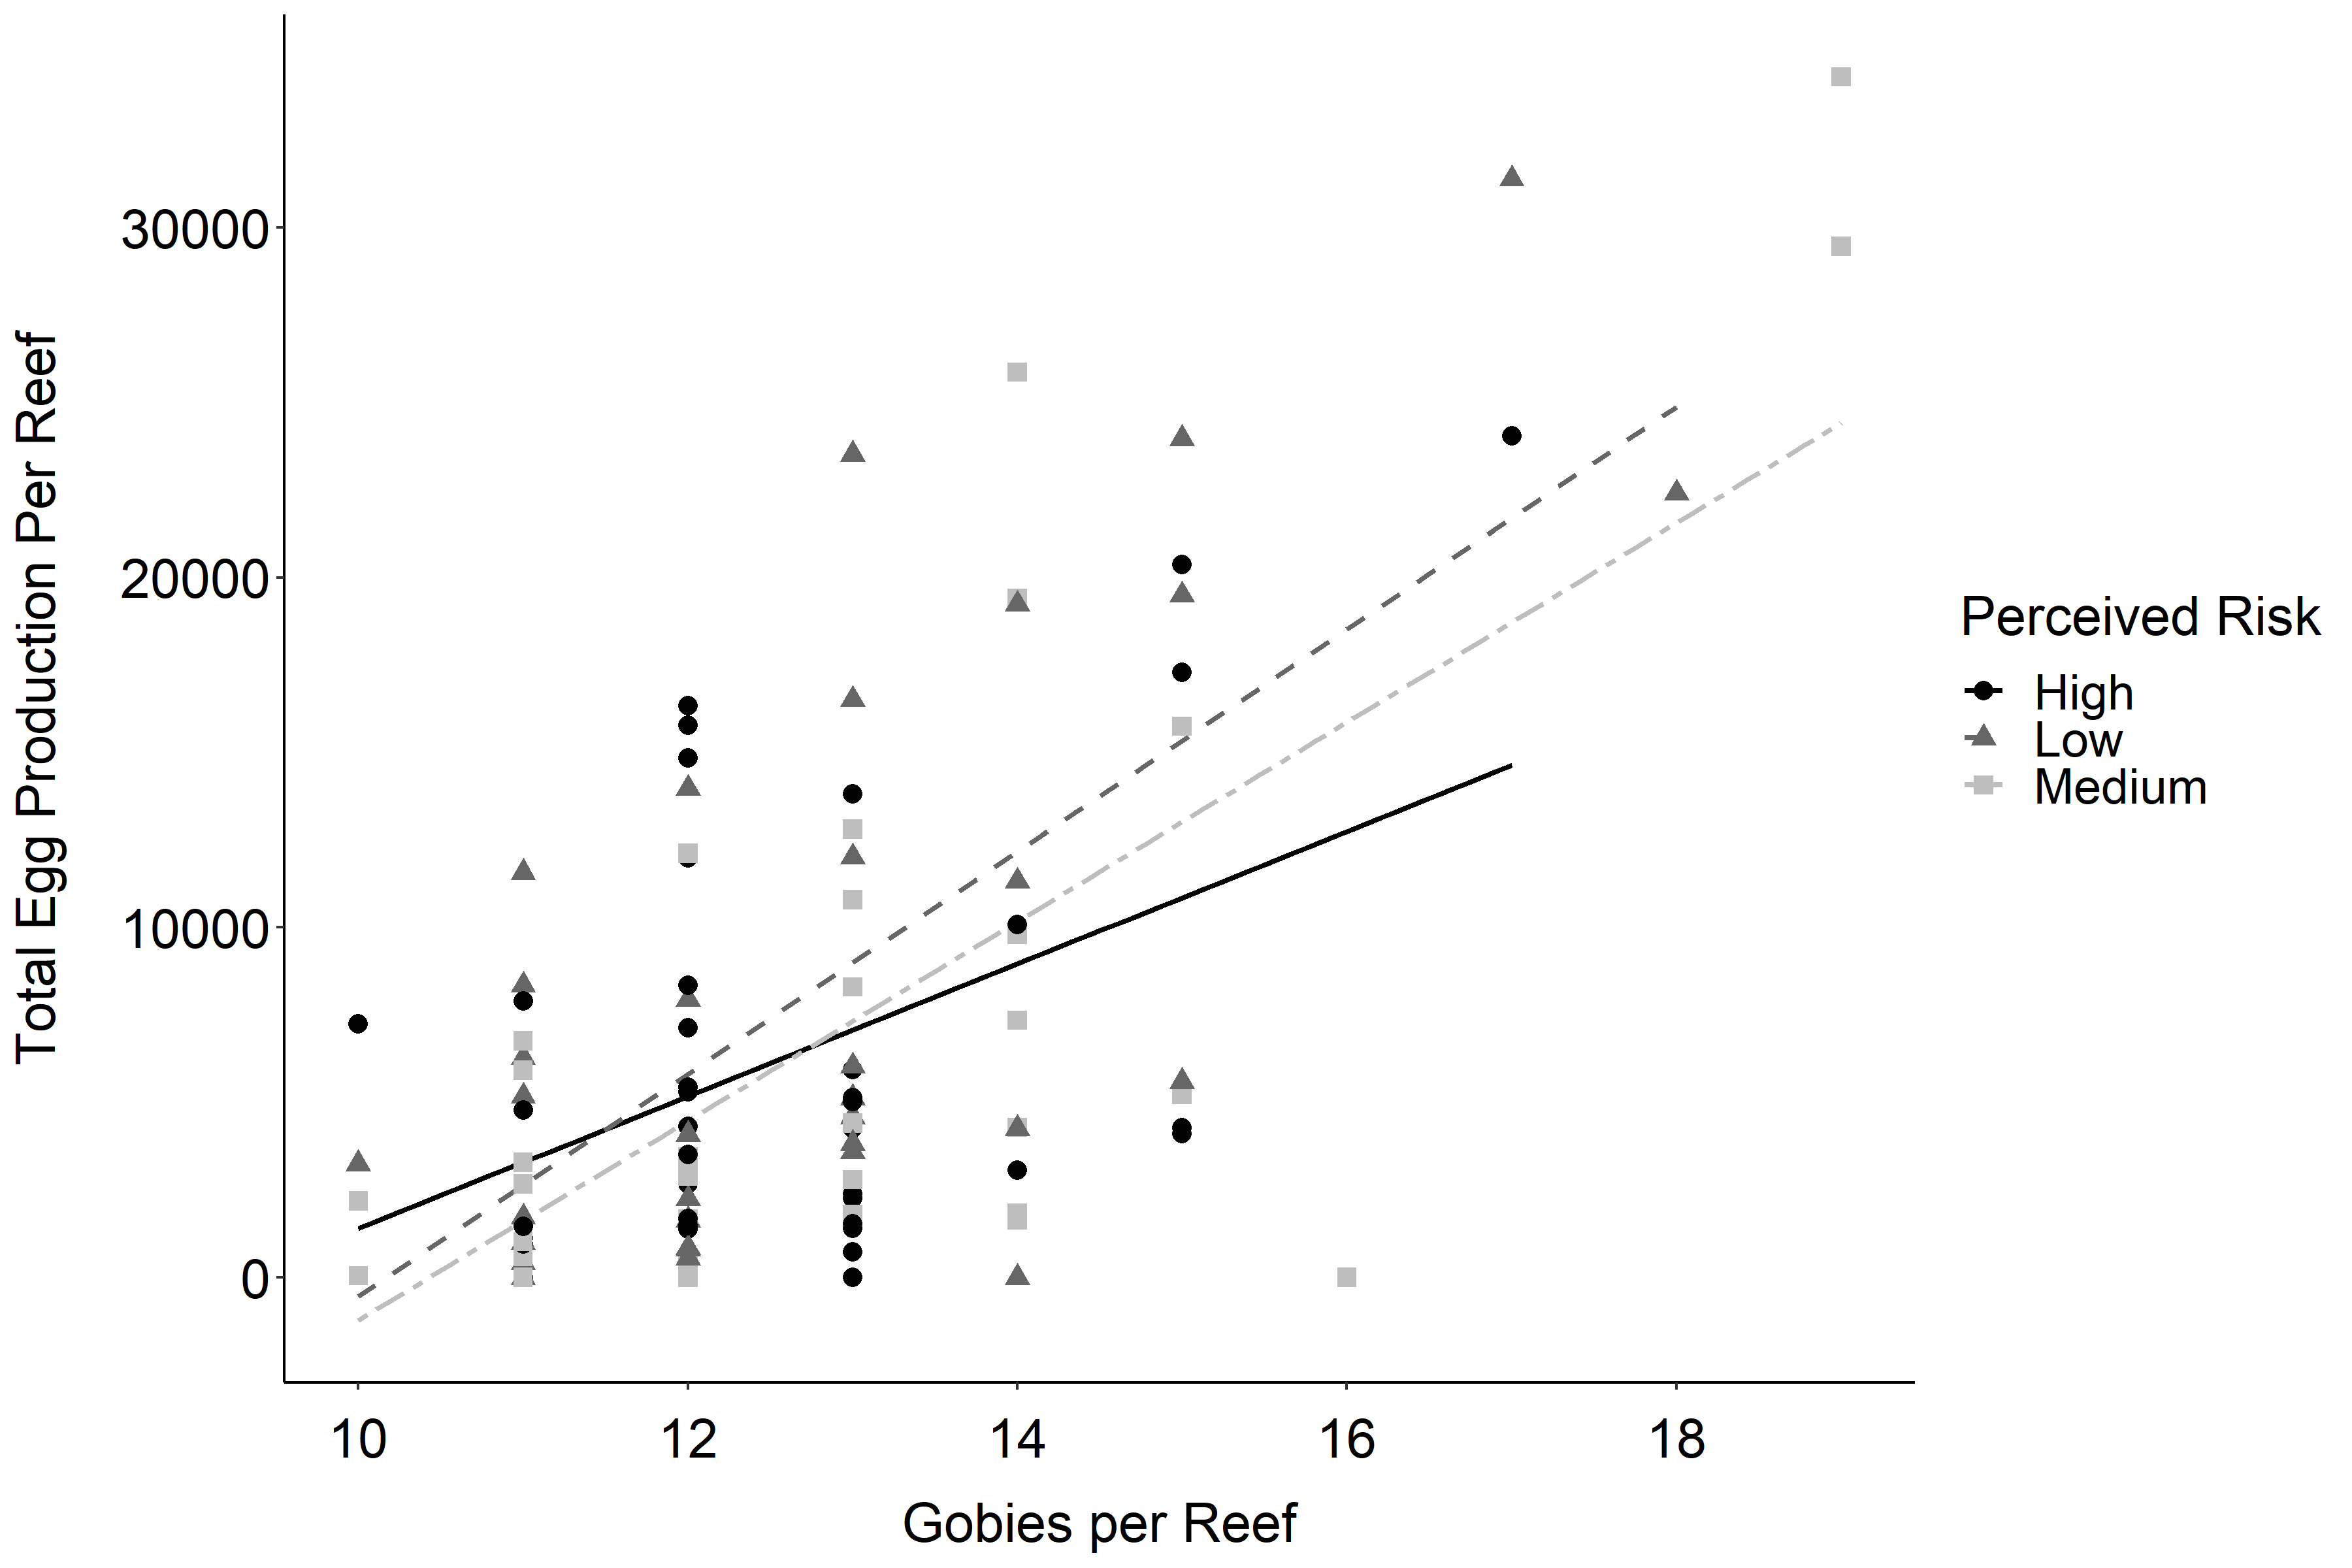 Total Egg Production Per Reef
30000
20000
10000
0
10 12 14 16 18
Gobies per Reef
Perceived Risk
High
Low
Medium